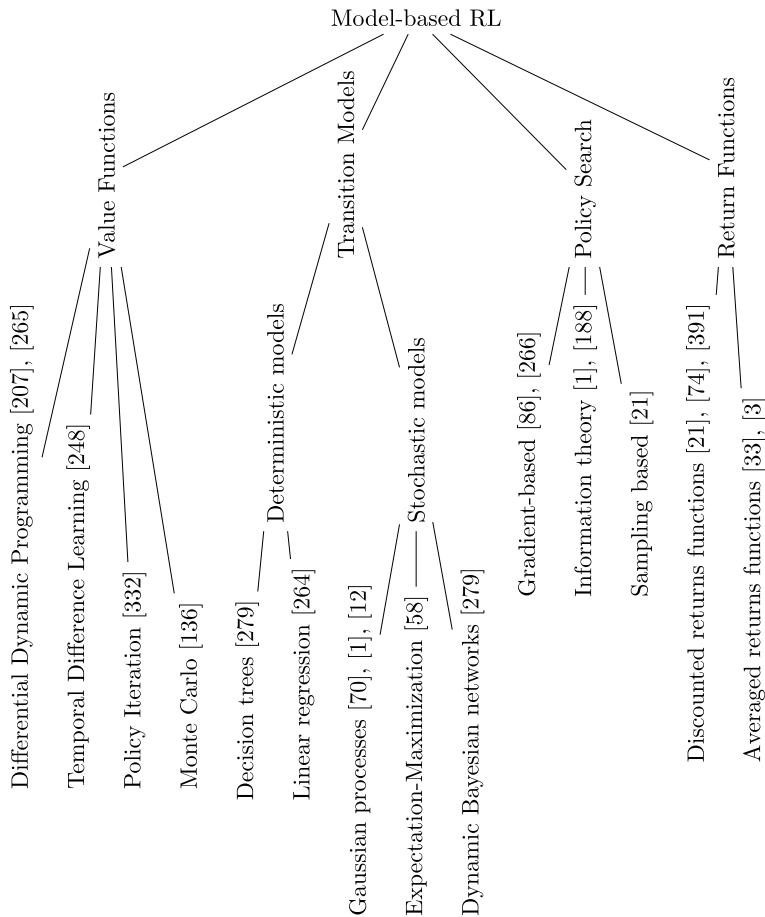 Model-based RL
Value Functions
Differential Dynamic Programming [207], [265]
Temporal Difference Learning [248]
Policy Iteration [332]
Monte Carlo [136]
Transition Models
Deterministic models
Decision trees [279]
Linear regression [264]
Stochastic models
Gaussian processes [70], [1], [12]
Expectation-Maximization [58]
Dynamic Bayesian networks [279]
Policy Search
Gradient-based [86], [266]
Information theory [1], [188]
Sampling based [21]
Return Functions
Discounted returns functions [21], [74], [391]
Averaged returns functions [33], [3]